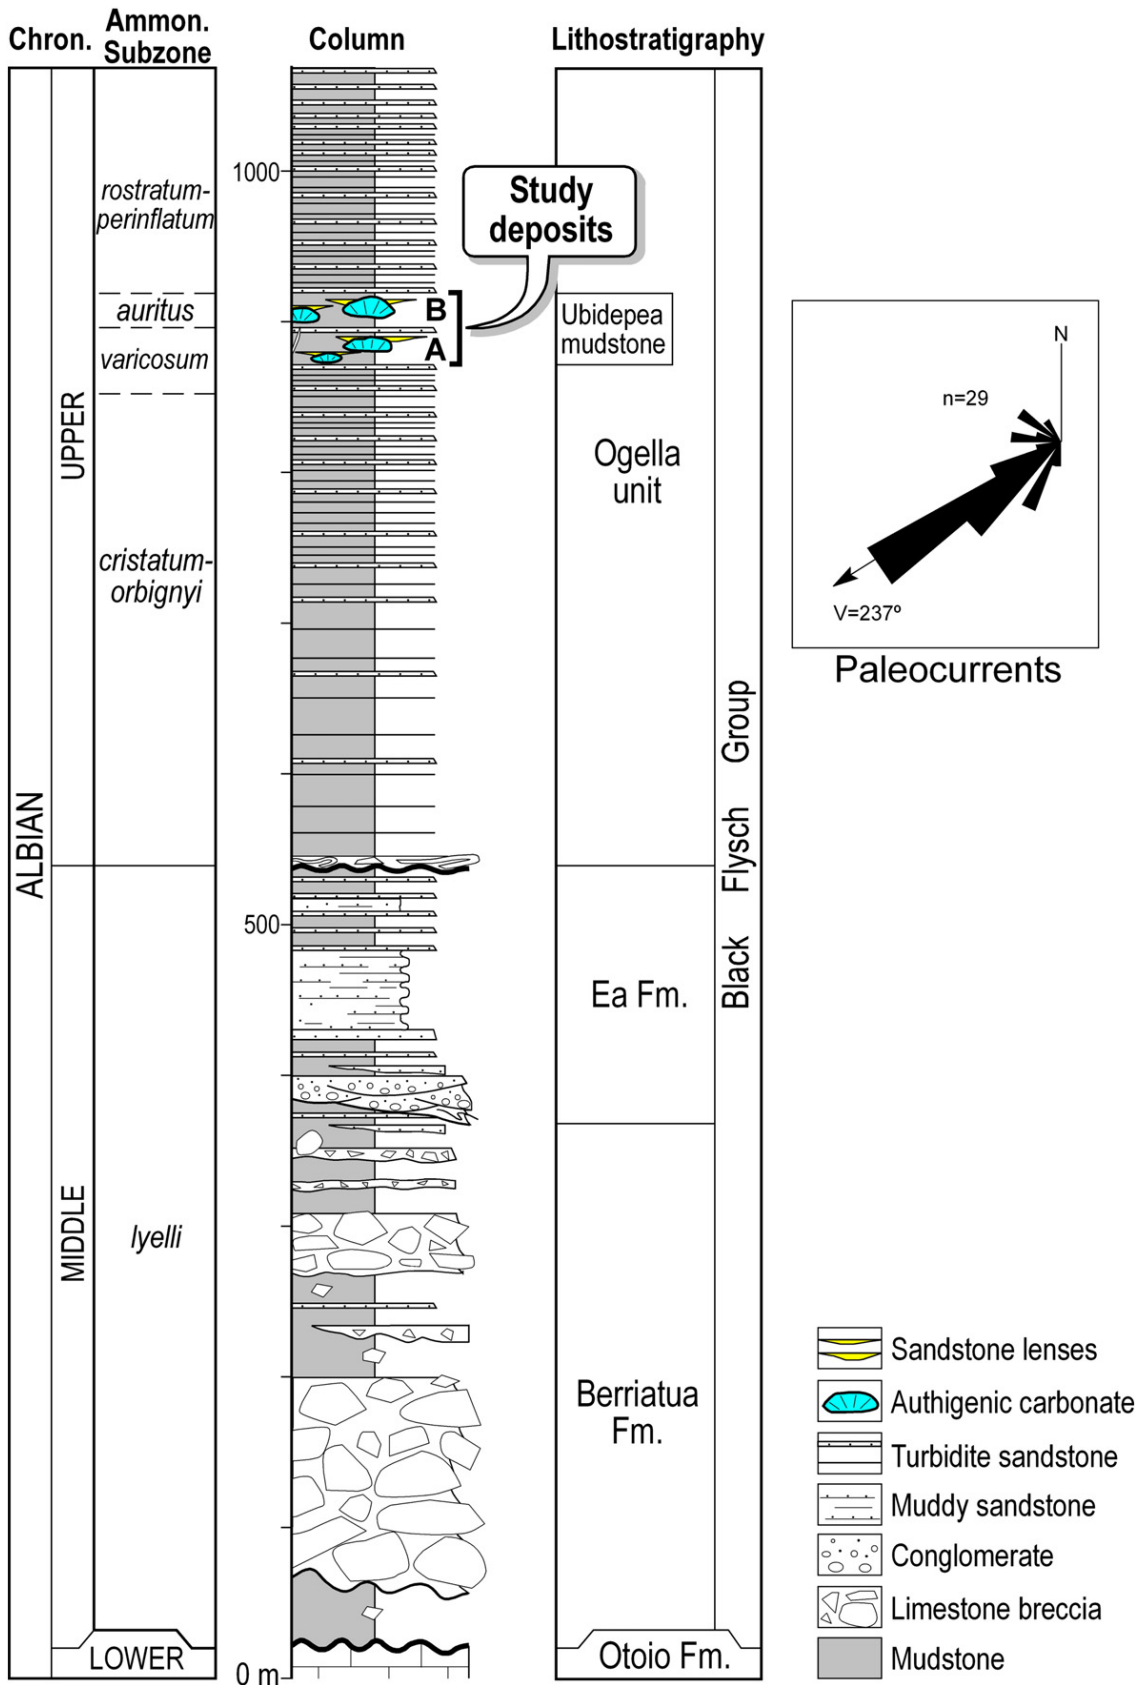 Chron.
Ammon.
Subzone
Column
Lithostratigraphy
ALBIAN
UPPER
MIDDLE
LOWER
rostratum-
perinflatum
auritus
varicosum
cristatum-
orbignyi
lyelli
1000
500
0 m
B
A
Study
deposits
Ubidepea
mudstone
Ogella
unit
Ea Fm.
Berriatua
Fm.
Otoio Fm.
Black Flysch Group
N
n=29
V=237º
Paleocurrents
Sandstone lenses
Authigenic carbonate
Turbidite sandstone
Muddy sandstone
Conglomerate
Limestone breccia
Mudstone